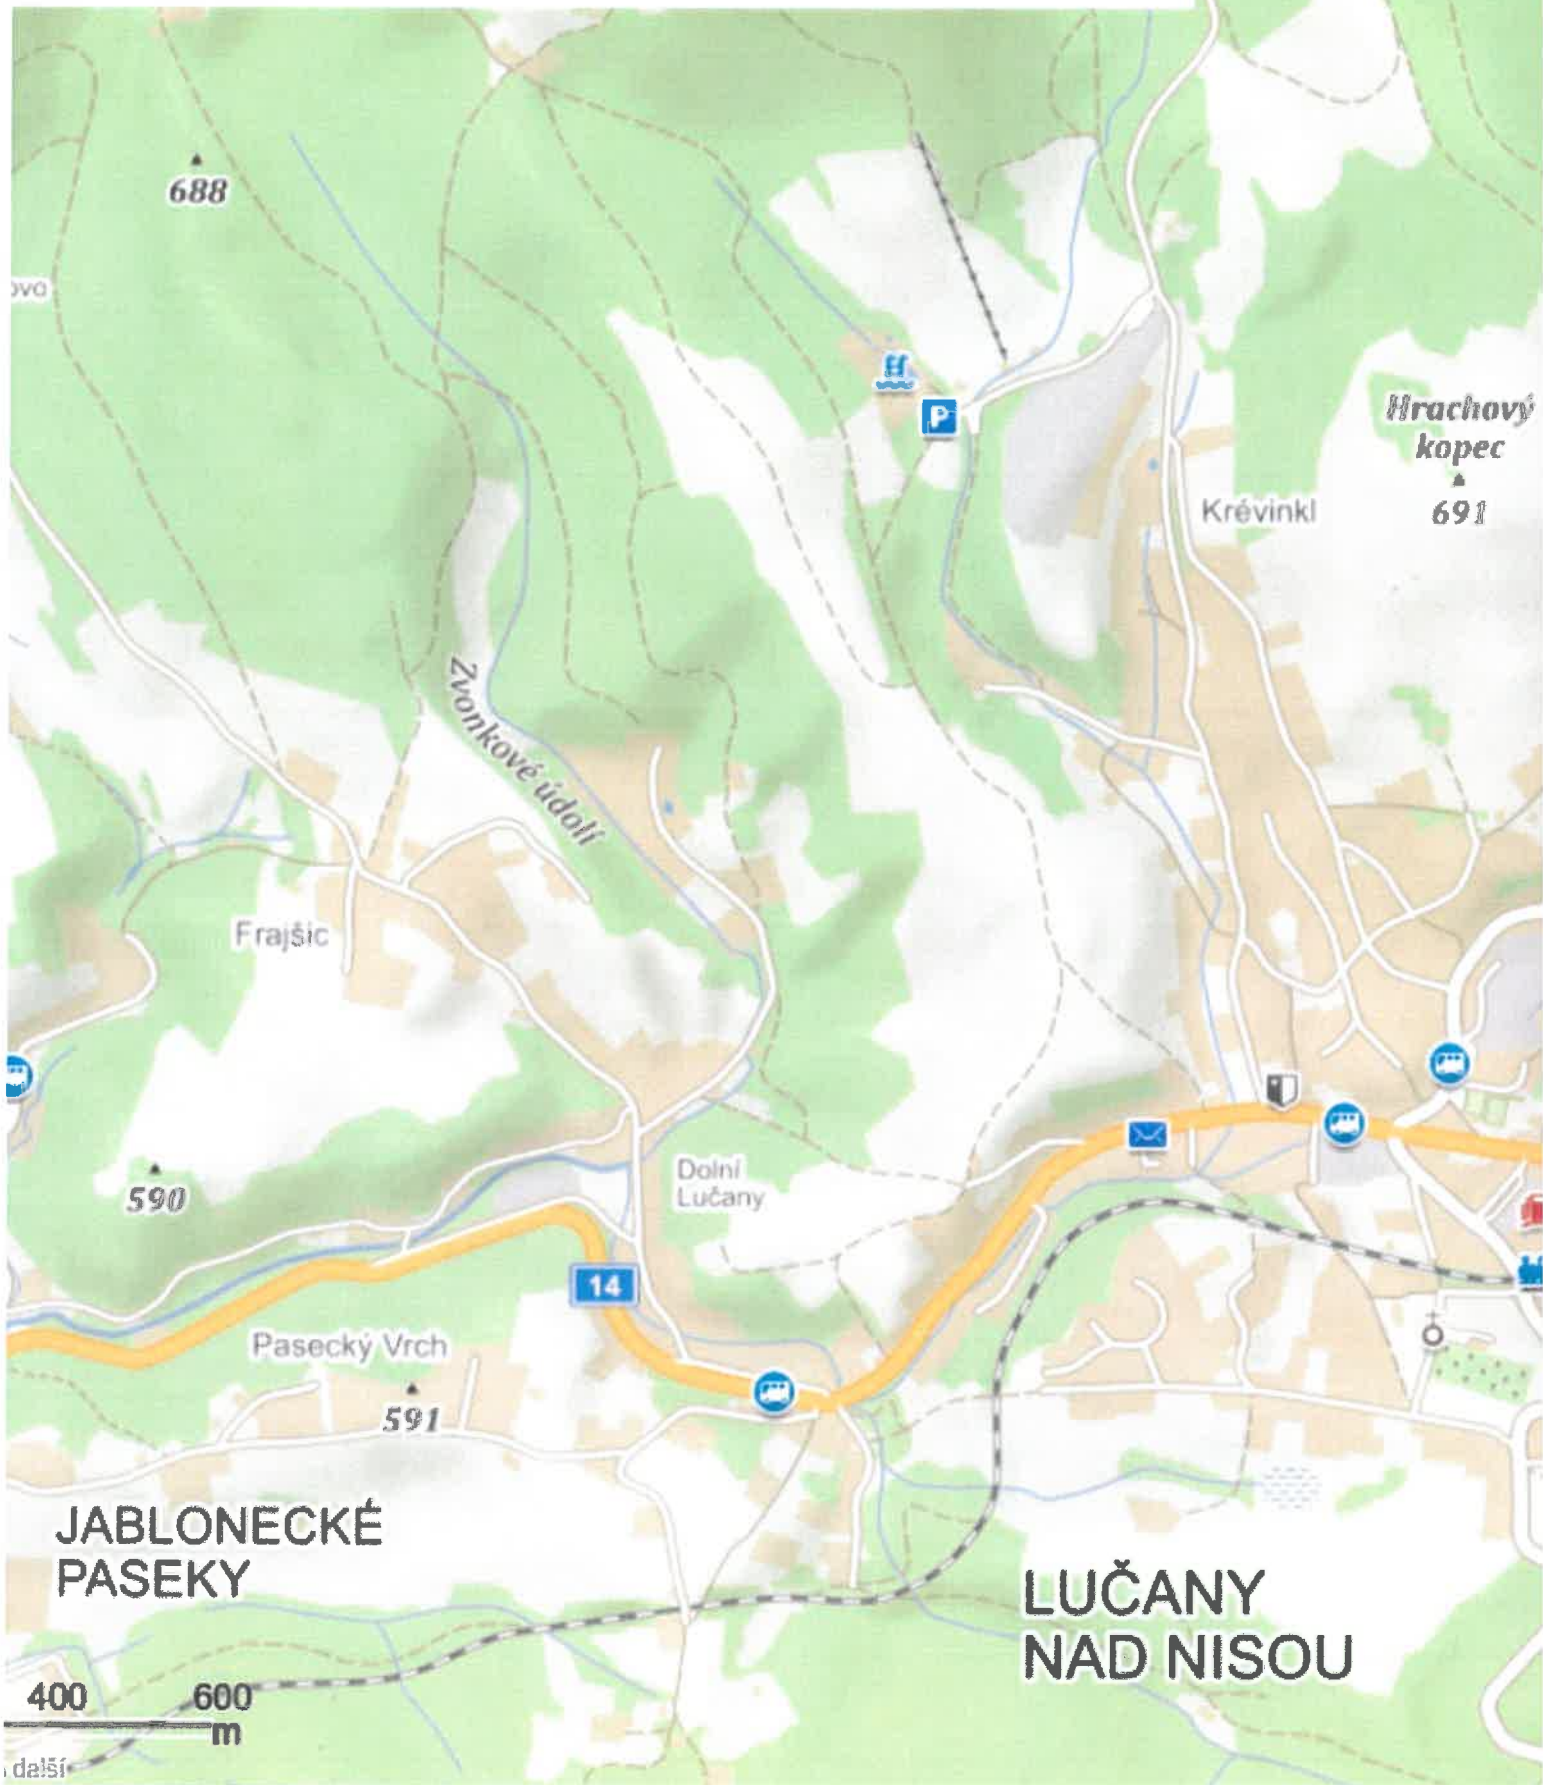 688
ovo
P
Hrachový
kopec
691
Krévinkl
Zvonkové údolí
Frajšic
590
Dolní
Lučany
14
Pasecký Vrch
591
JABLONECKÉ
PASEKY
LUČANY
NAD NISOU
400 600
m
další